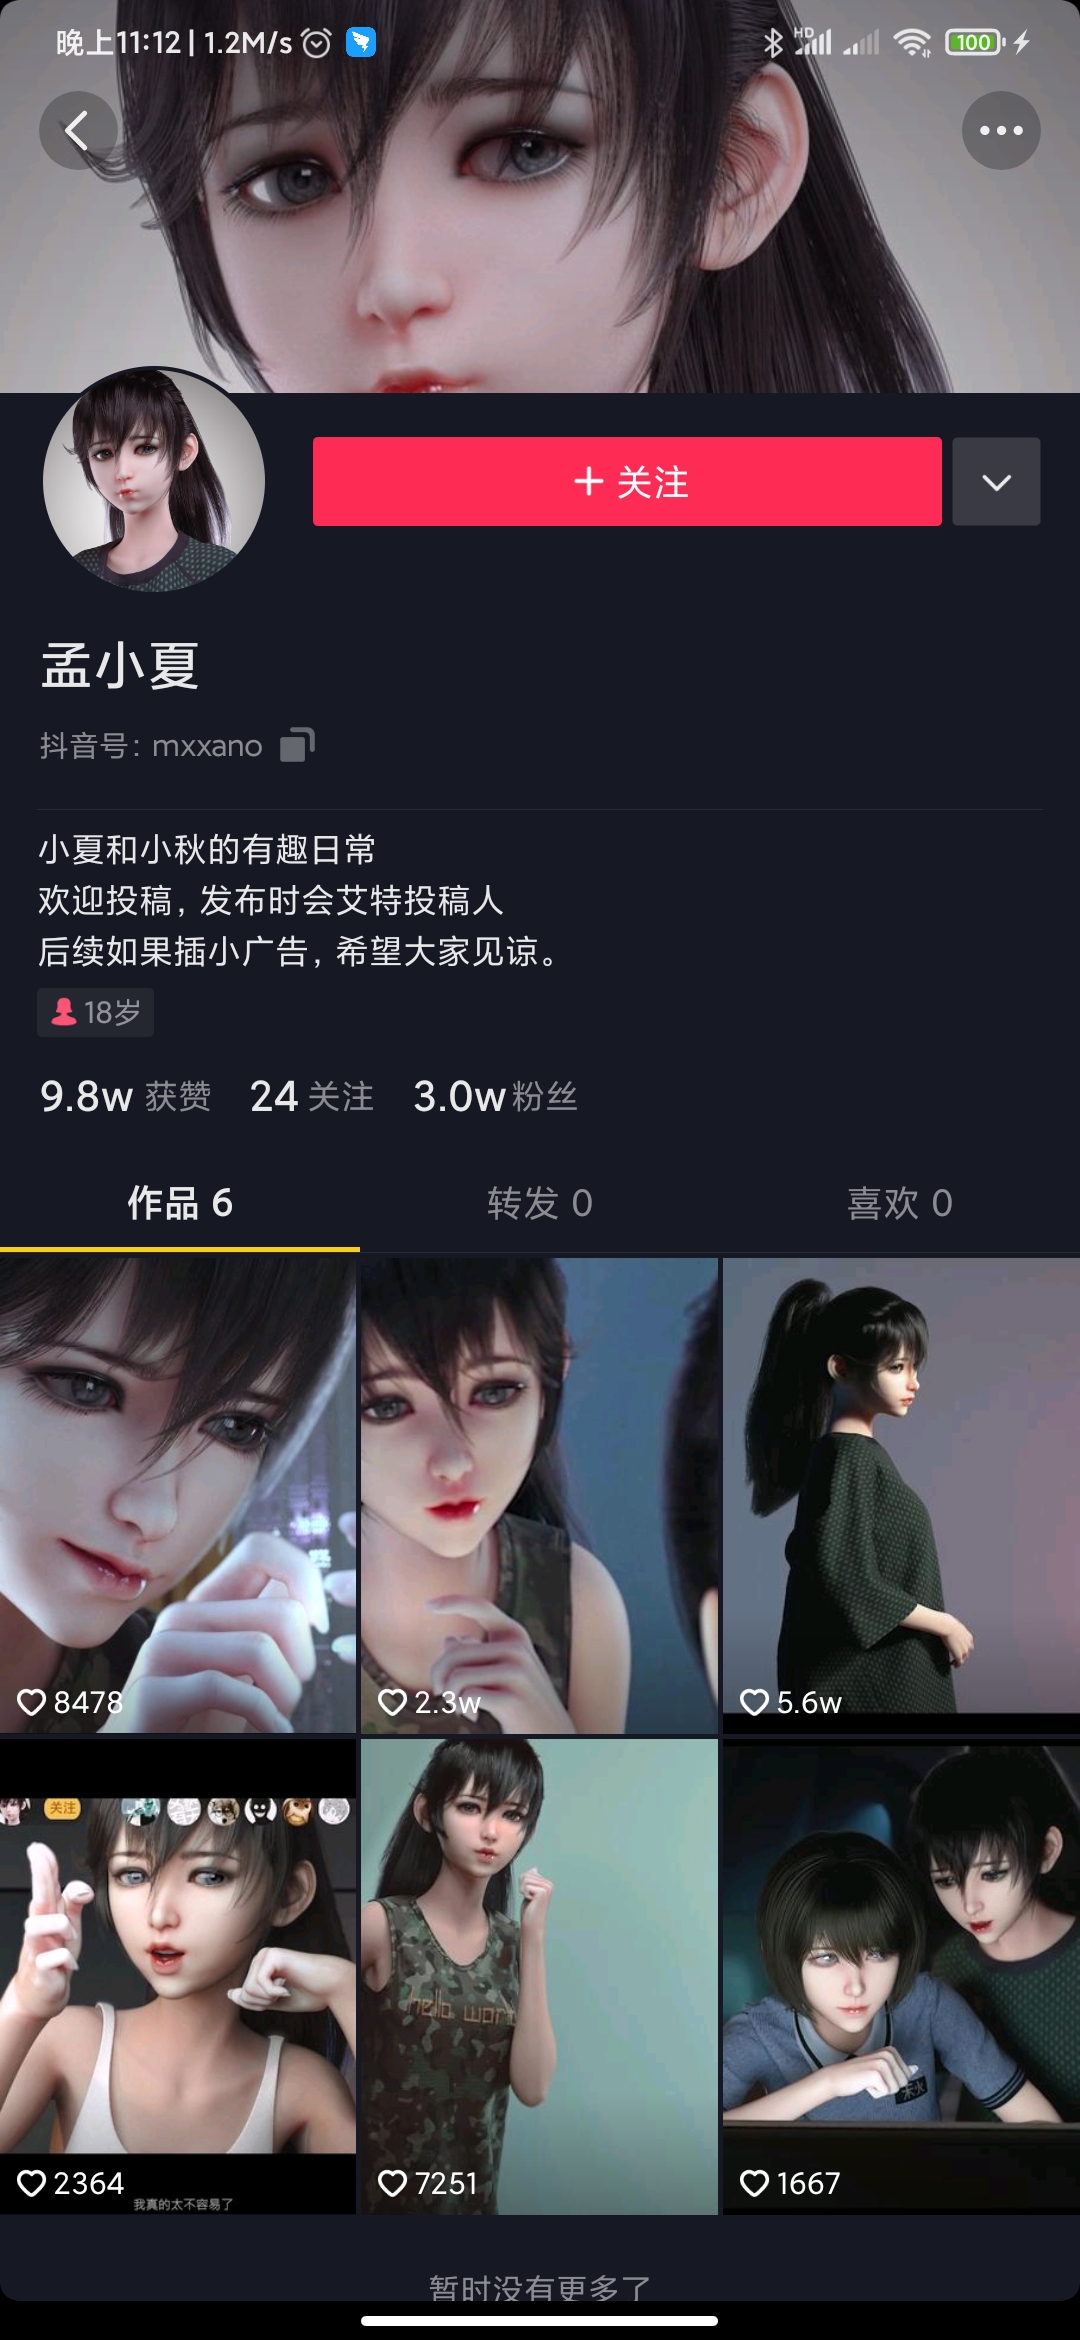 晚上11:12 | 1.2M/s
HD
100
关注
孟小夏
抖音号: mxxano
小夏和小秋的有趣日常
欢迎投稿, 发布时会艾特投稿人
后续如果插小广告, 希望大家见谅。
18岁
9.8w 获赞 24 关注 3.0w 粉丝
作品 6 转发 0 喜欢 0
8478 2.3w 5.6w
关注
hello world
未火
2364 7251 1667
我真的太不容易了
暂时没有更多了